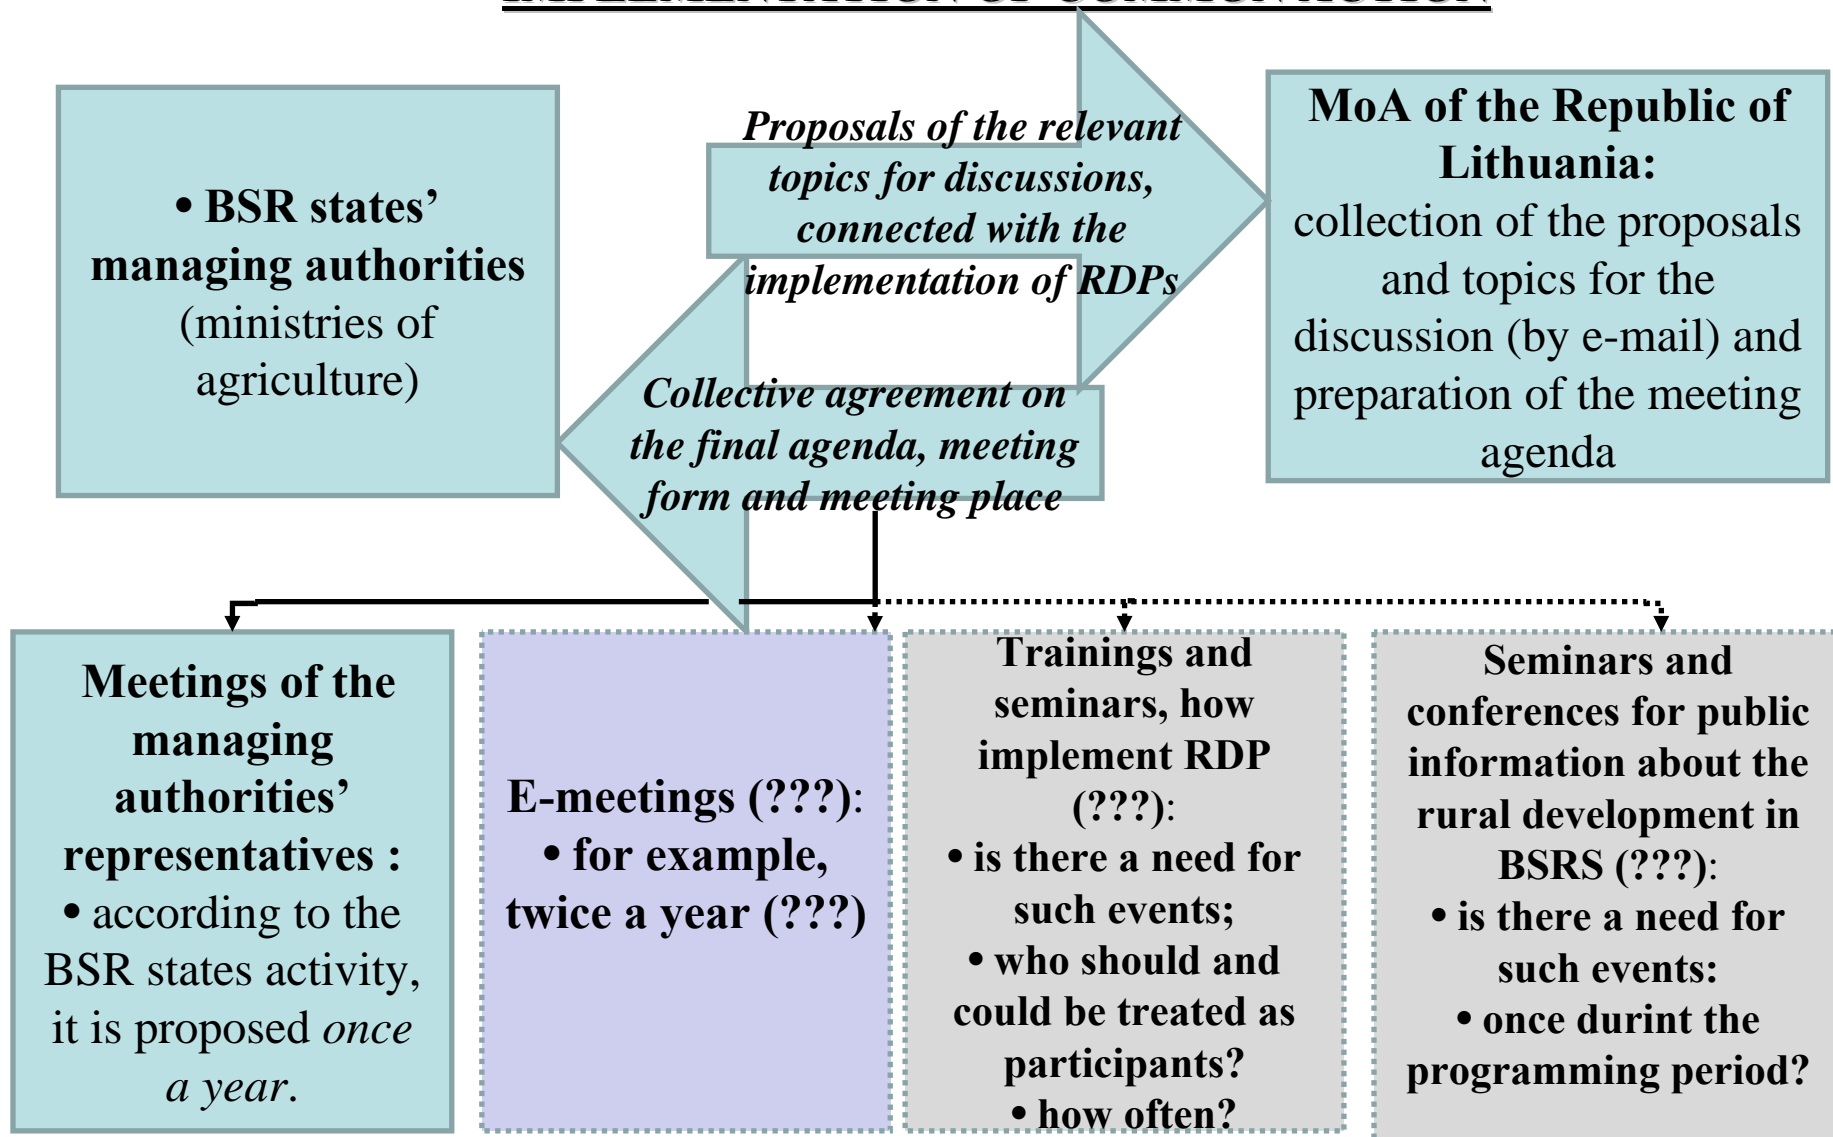 IMPLEMENTATION OF COMMON ACTION
• BSR states’
managing authorities
(ministries of
agriculture)
Proposals of the relevant
topics for discussions,
connected with the
implementation of RDPs
MoA of the Republic of
Lithuania:
collection of the proposals
and topics for the
discussion (by e-mail) and
preparation of the meeting
agenda
Collective agreement on
the final agenda, meeting
form and meeting place
Meetings of the
managing
authorities’
representatives :
• according to the
BSR states activity,
it is proposed once
a year.
E-meetings (???):
• for example,
twice a year (???)
Trainings and
seminars, how
implement RDP
(???):
• is there a need for
such events;
• who should and
could be treated as
participants?
• how often?
Seminars and
conferences for public
information about the
rural development in
BSRS (???):
• is there a need for
such events:
• once durint the
programming period?